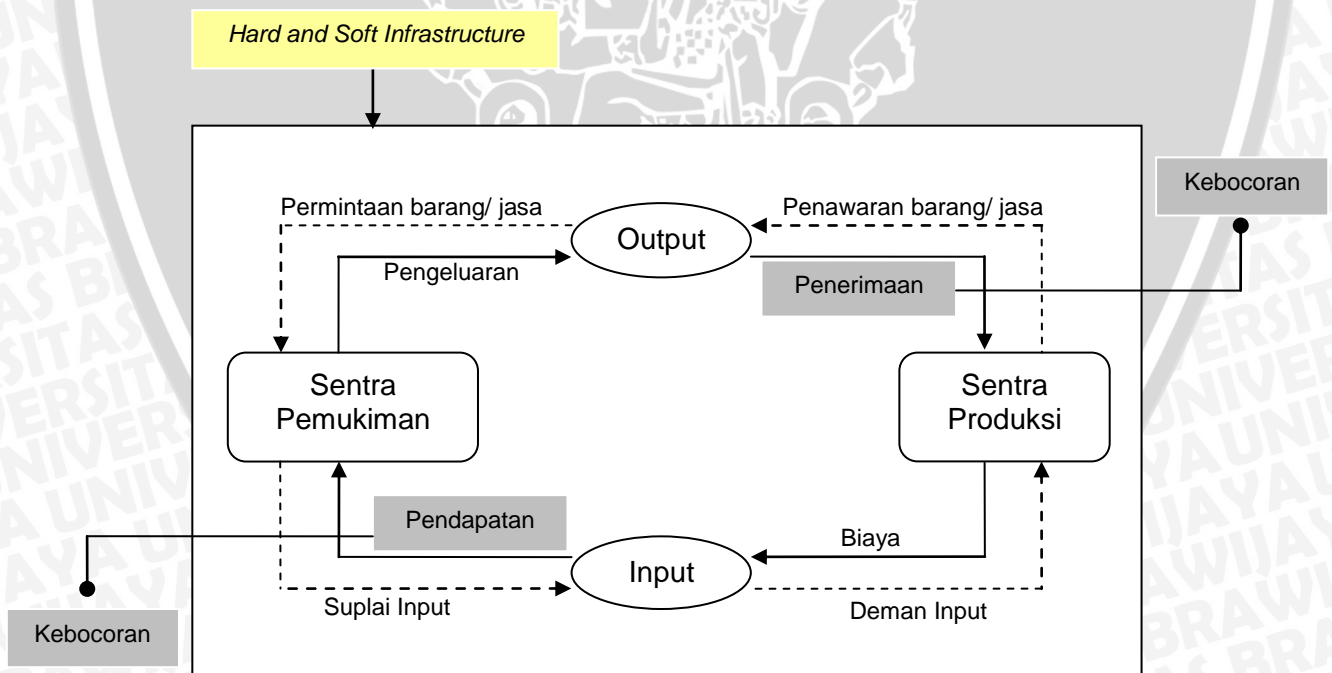 Hard and Soft Infrastructure
Kebocoran
Permintaan barang/ jasa
Penawaran barang/ jasa
Output
Pengeluaran
Penerimaan
Sentra
Pemukiman
Sentra
Produksi
Pendapatan
Biaya
Input
Suplai Input
Deman Input
Kebocoran